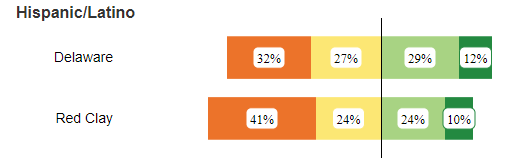 Hispanic/Latino
Delaware 32% 27% 29% 12%
Red Clay 41% 24% 24% 10%